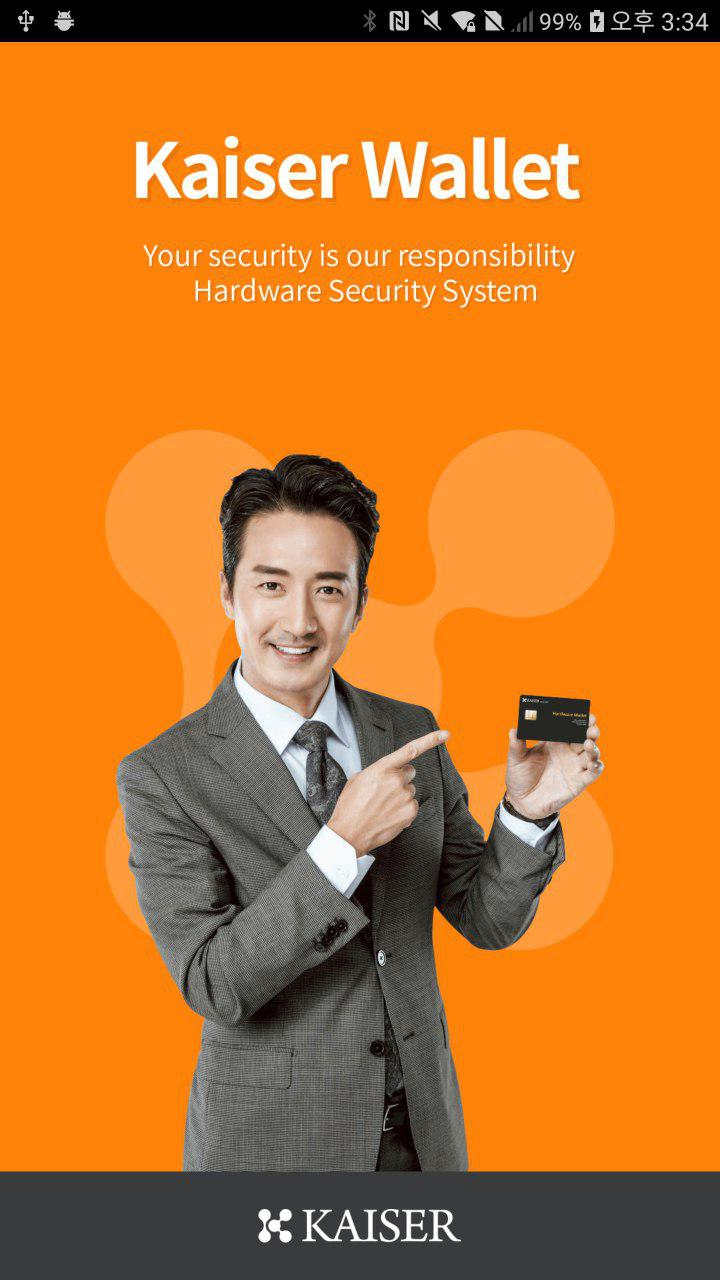 99% 오후 3:34
Kaiser Wallet
Your security is our responsibility
Hardware Security System
KAISER
Hardware Wallet
KAISER